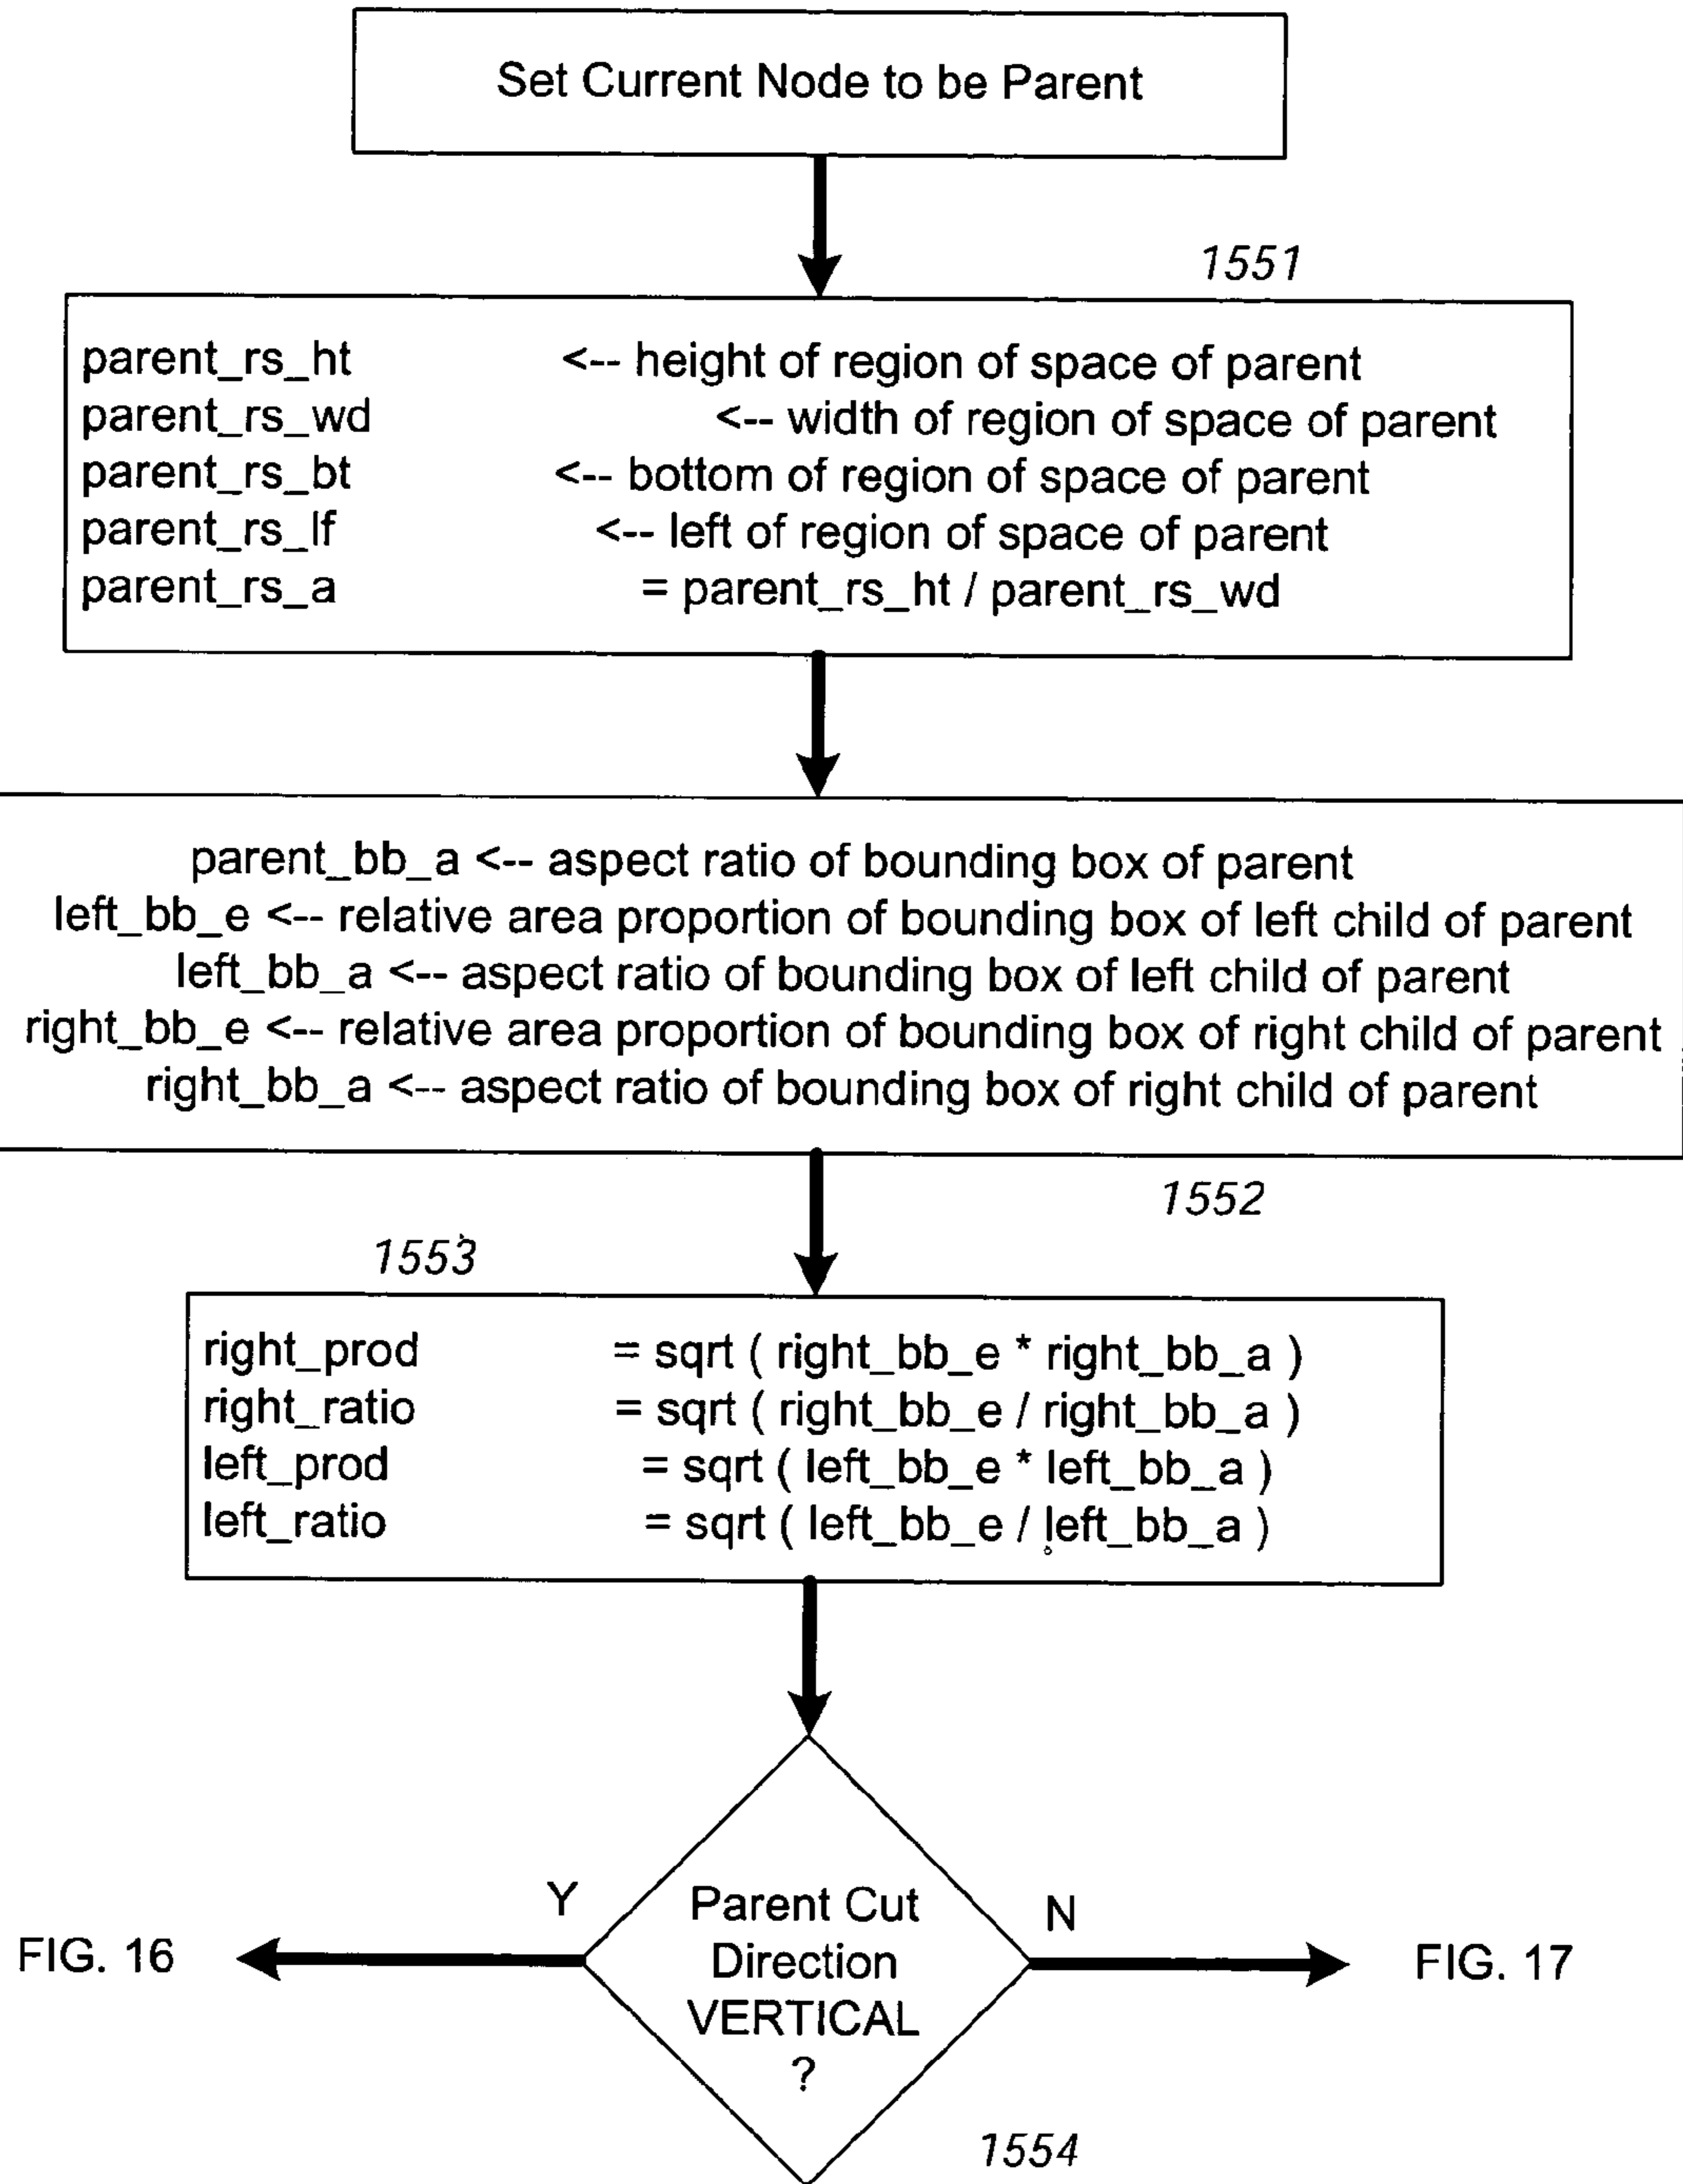 Set Current Node to be Parent
1551
parent_rs_ht <-- height of region of space of parent
parent_rs_wd <-- width of region of space of parent
parent_rs_bt <-- bottom of region of space of parent
parent_rs_lf <-- left of region of space of parent
parent_rs_a = parent_rs_ht / parent_rs_wd
parent_bb_a <-- aspect ratio of bounding box of parent
left_bb_e <-- relative area proportion of bounding box of left child of parent
left_bb_a <-- aspect ratio of bounding box of left child of parent
right_bb_e <-- relative area proportion of bounding box of right child of parent
right_bb_a <-- aspect ratio of bounding box of right child of parent
1552
1553
right_prod = sqrt ( right_bb_e * right_bb_a )
right_ratio = sqrt ( right_bb_e / right_bb_a )
left_prod = sqrt ( left_bb_e * left_bb_a )
left_ratio = sqrt ( left_bb_e / left_bb_a )
Y
N
Parent Cut
Direction
VERTICAL
?
FIG. 16
FIG. 17
1554